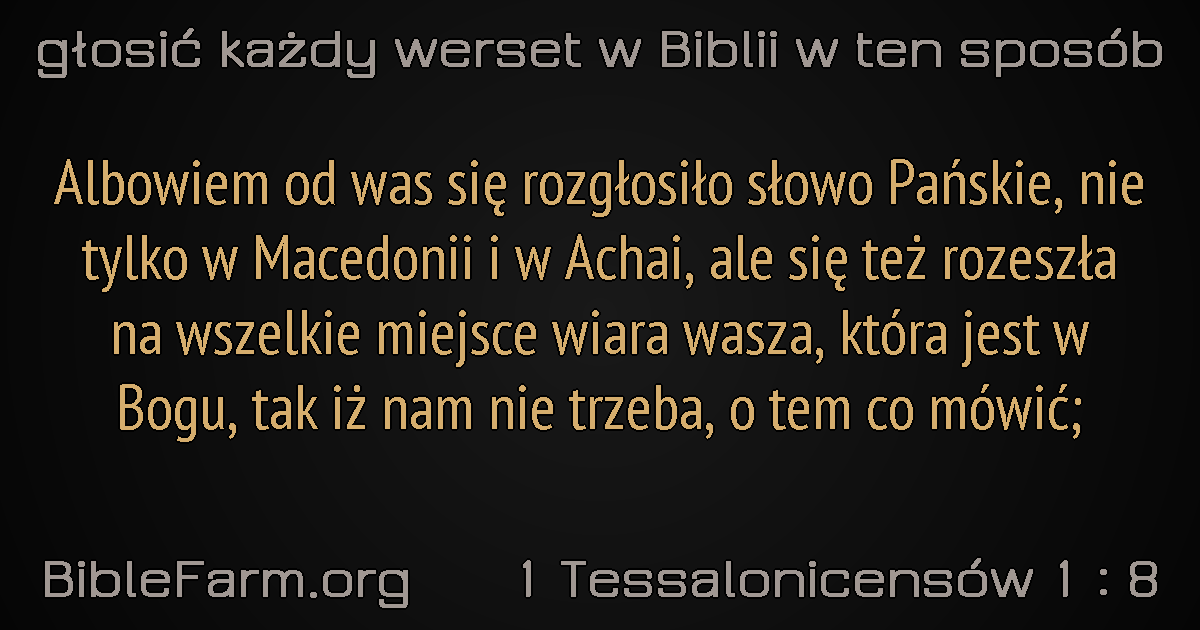 głosić każdy werset w Biblii w ten sposób
Albowiem od was się rozgłosiło słowo Pańskie, nie
tylko w Macedonii i w Achai, ale się też rozeszła
na wszelkie miejsce wiara wasza, która jest w
Bogu, tak iż nam nie trzeba, o tem co mówić;
BibleFarm.org 1 Tessalonicensów 1 : 8